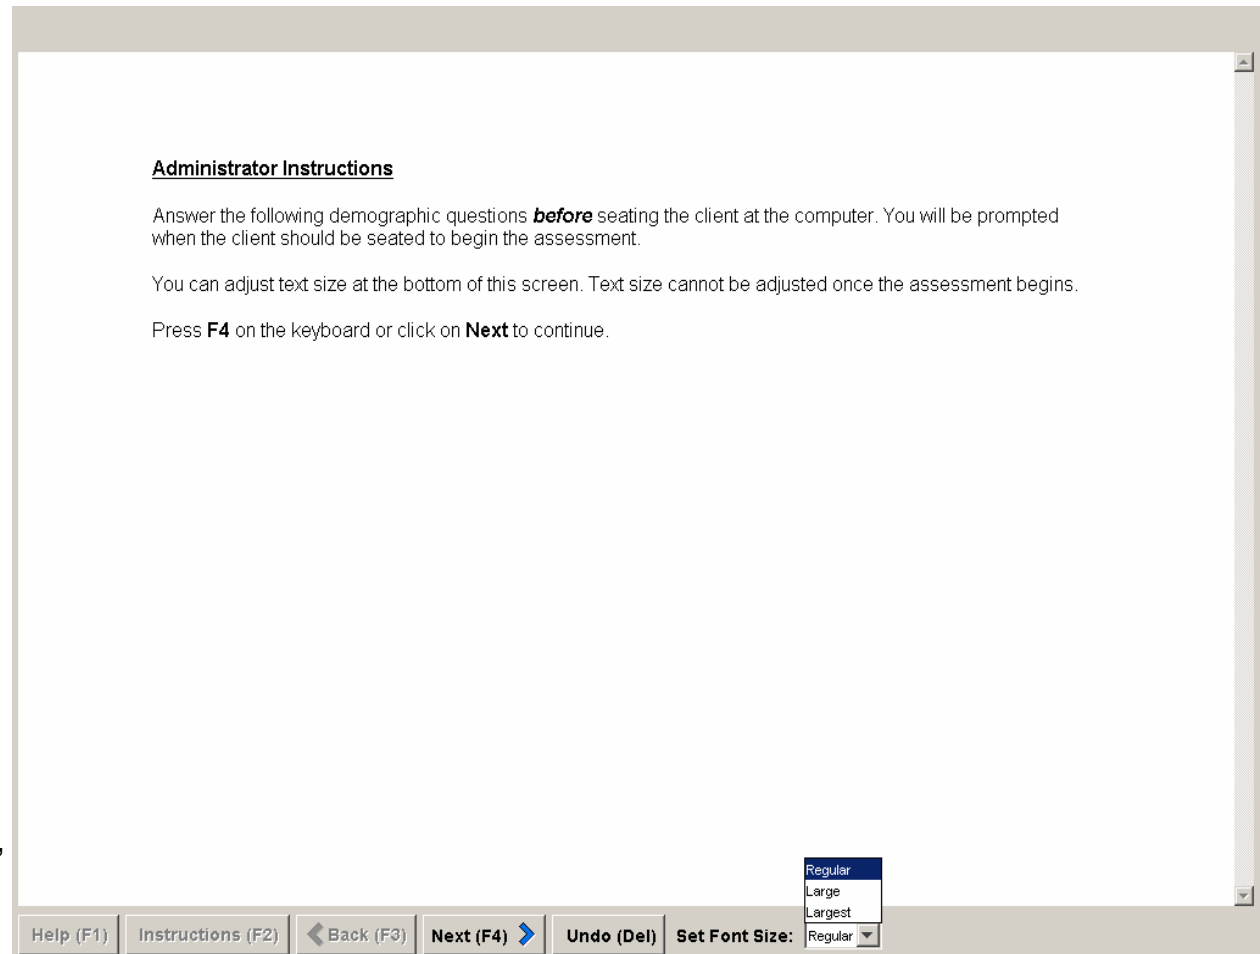 Administrator Instructions
Answer the following demographic questions before seating the client at the computer. You will be prompted
when the client should be seated to begin the assessment.
You can adjust text size at the bottom of this screen. Text size cannot be adjusted once the assessment begins.
Press F4 on the keyboard or click on Next to continue.
,
Regular
Large
Largest
Help (F1) Instructions (F2) Back (F3) Next (F4) Undo (Del) Set Font Size: Regular